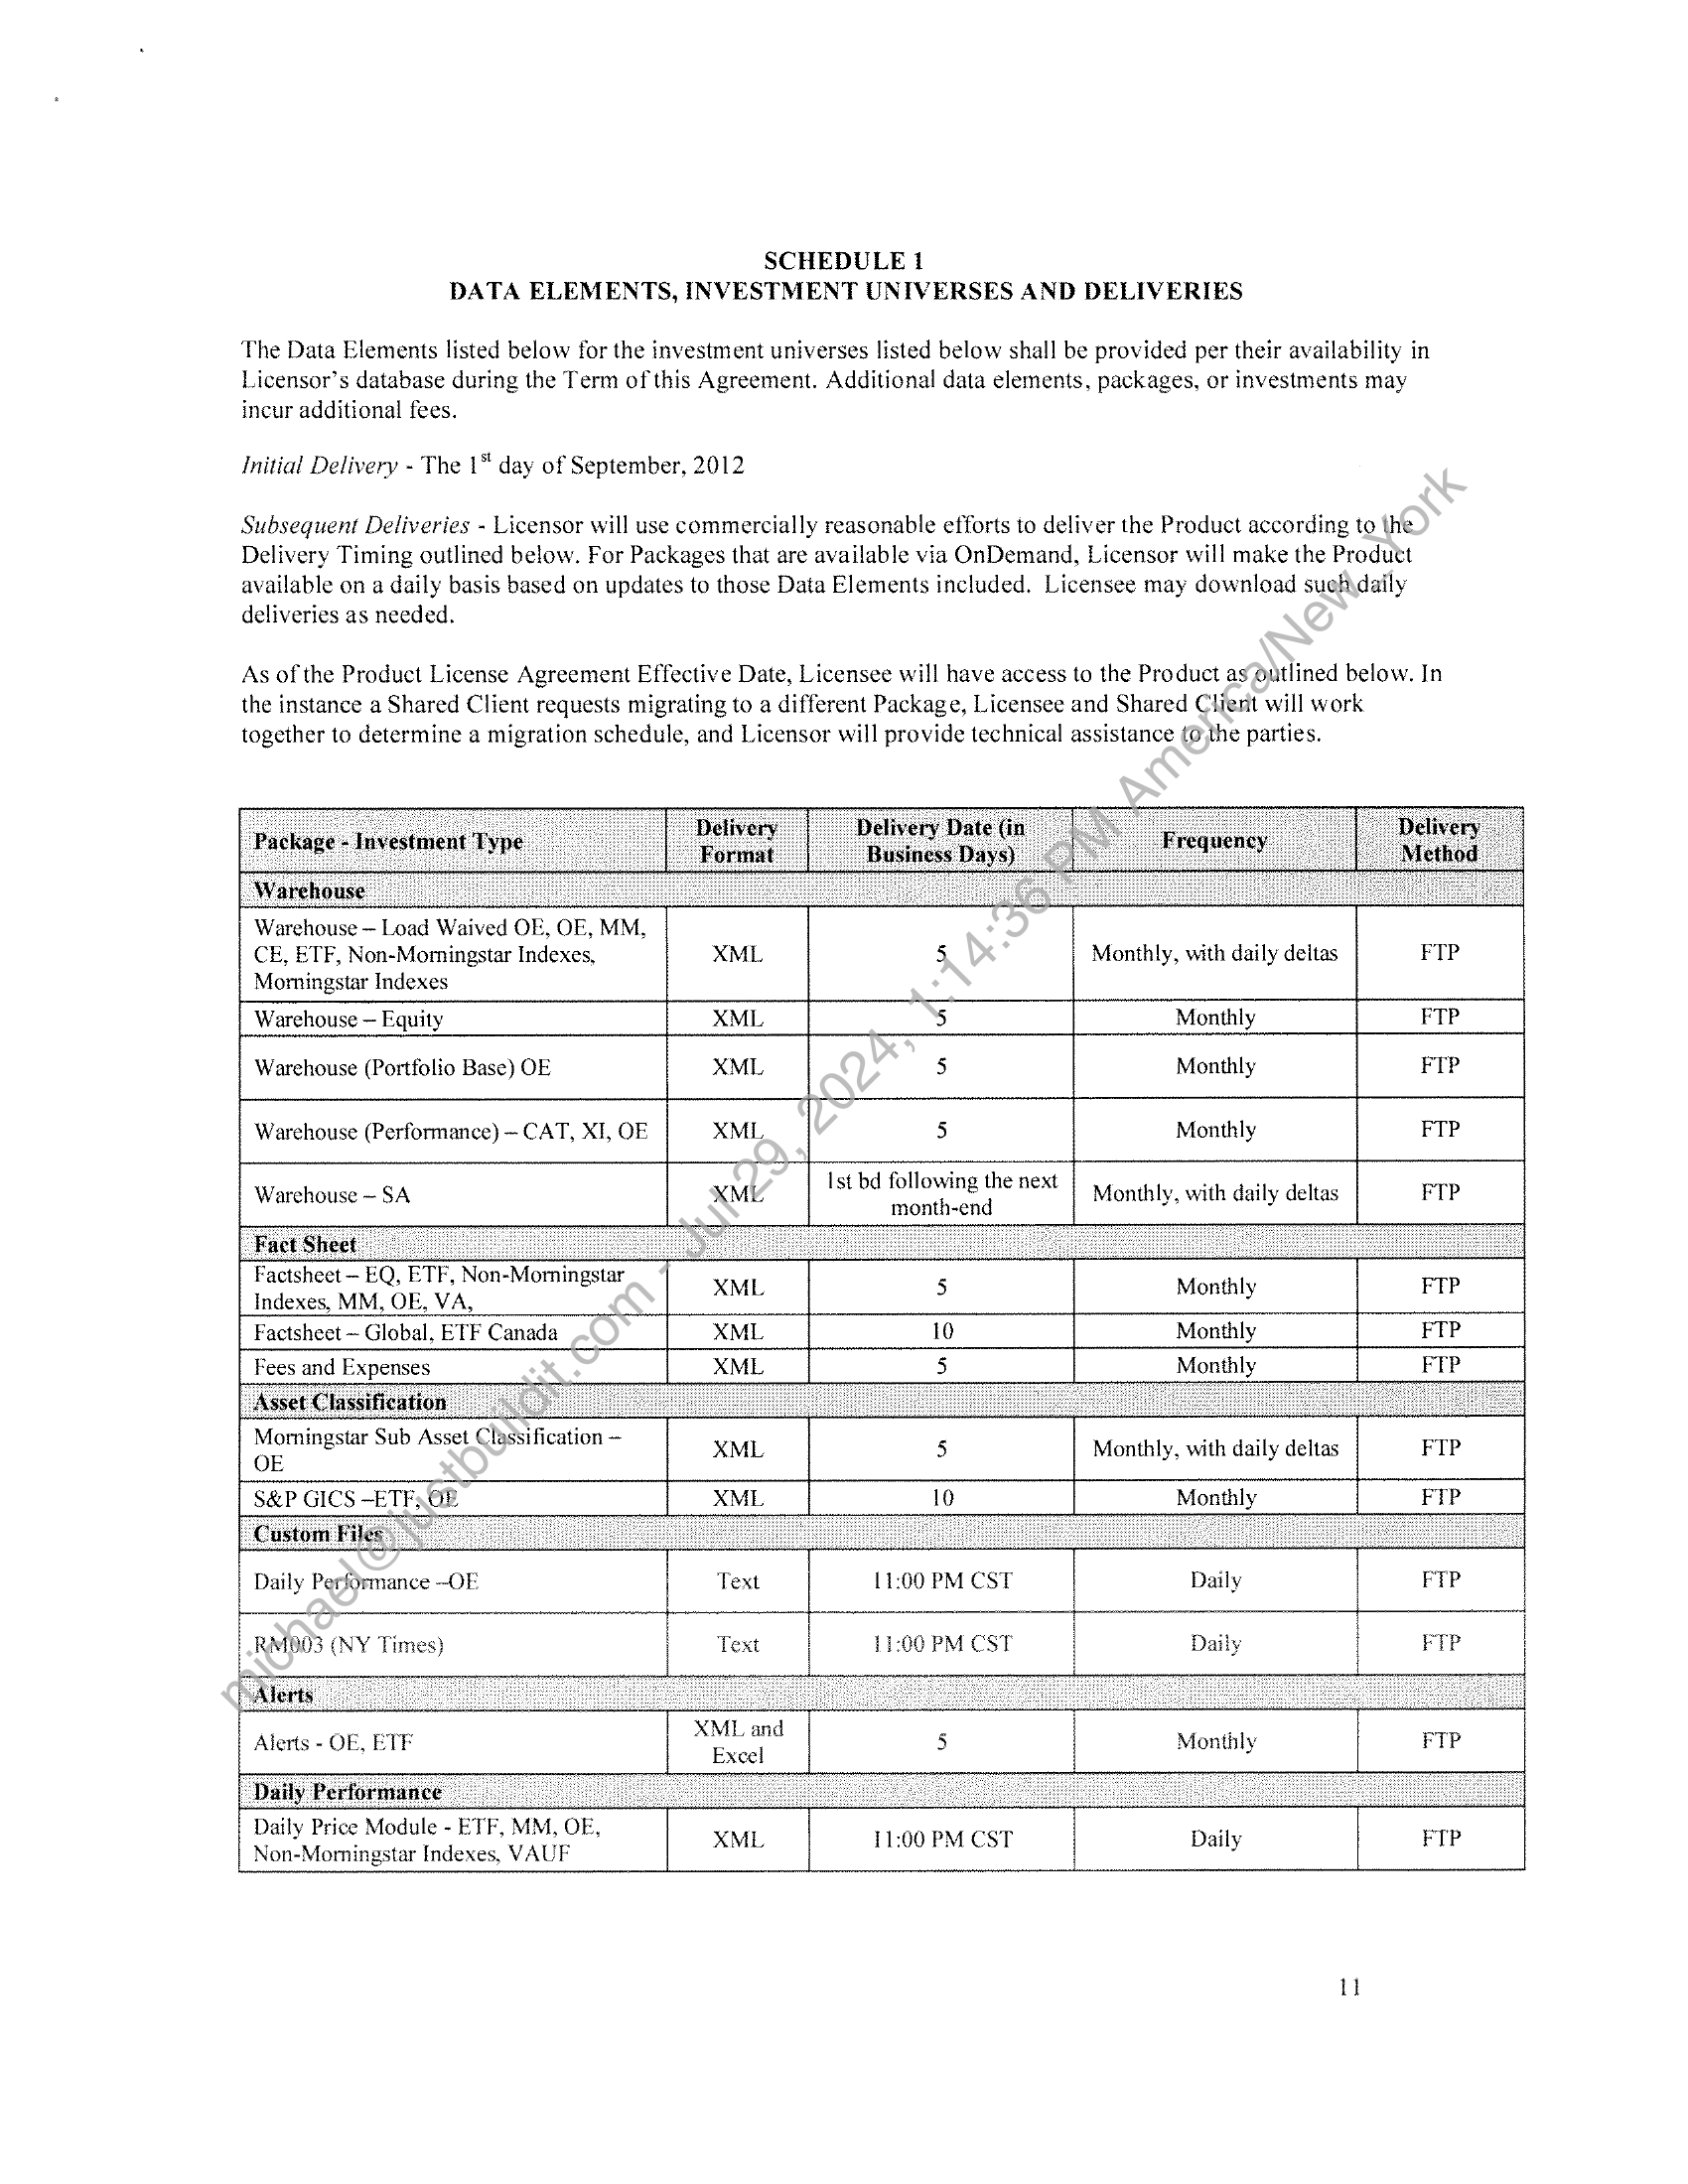 SCHEDULE 1
DATA ELEMENTS, INVESTMENT UNIVERSES AND DELIVERIES
The Data Elements listed below for the investment universes listed below shall be provided per their availability in
Licensor's database during the Term of this Agreement. Additional data elements, packages, or investments may
incur additional fees.
Initial Delivery - The 1st day of September, 2012
Subsequent Deliveries - Licensor will use commercially reasonable efforts to deliver the Product according to the
Delivery Timing outlined below. For Packages that are available via OnDemand, Licensor will make the Product
available on a daily basis based on updates to those Data Elements included. Licensee may download such daily
deliveries as needed.
As of the Product License Agreement Effective Date, Licensee will have access to the Product as outlined below. In
the instance a Shared Client requests migrating to a different Package, Licensee and Shared Client will work
together to determine a migration schedule, and Licensor will provide technical assistance to the parties.
Package - Investment Type Delivery Format Delivery Date (in Business Days) Frequency Delivery Method
Warehouse
Warehouse – Load Waived OE, OE, MM,
CE, ETF, Non-Morningstar Indexes, XML 5 Monthly, with daily deltas FTP
Morningstar Indexes
Warehouse – Equity XML 5 Monthly FTP
Warehouse (Portfolio Base) OE XML 5 Monthly FTP
Warehouse (Performance) – CAT, XI, OE XML 5 Monthly FTP
Warehouse – SA XML 1st bd following the next month-end Monthly, with daily deltas FTP
Fact Sheet
Factsheet – EQ, ETF, Non-Morningstar
Indexes, MM, OE, VA, XML 5 Monthly FTP
Factsheet – Global, ETF Canada XML 10 Monthly FTP
Fees and Expenses XML 5 Monthly FTP
Asset Classification
Morningstar Sub Asset Classification –
OE XML 5 Monthly, with daily deltas FTP
S&P GICS –ETF, OE XML 10 Monthly FTP
Custom Files
Daily Performance –OE Text 11:00 PM CST Daily FTP
RM003 (NY Times) Text 11:00 PM CST Daily FTP
Alerts
Alerts - OE, ETF XML and Excel 5 Monthly FTP
Daily Performance
Daily Price Module - ETF, MM, OE,
Non-Morningstar Indexes, VAUF XML 11:00 PM CST Daily FTP
11
michael@justbuildit.com - Jul 29, 2024, 1:14:36 PM America/New_York